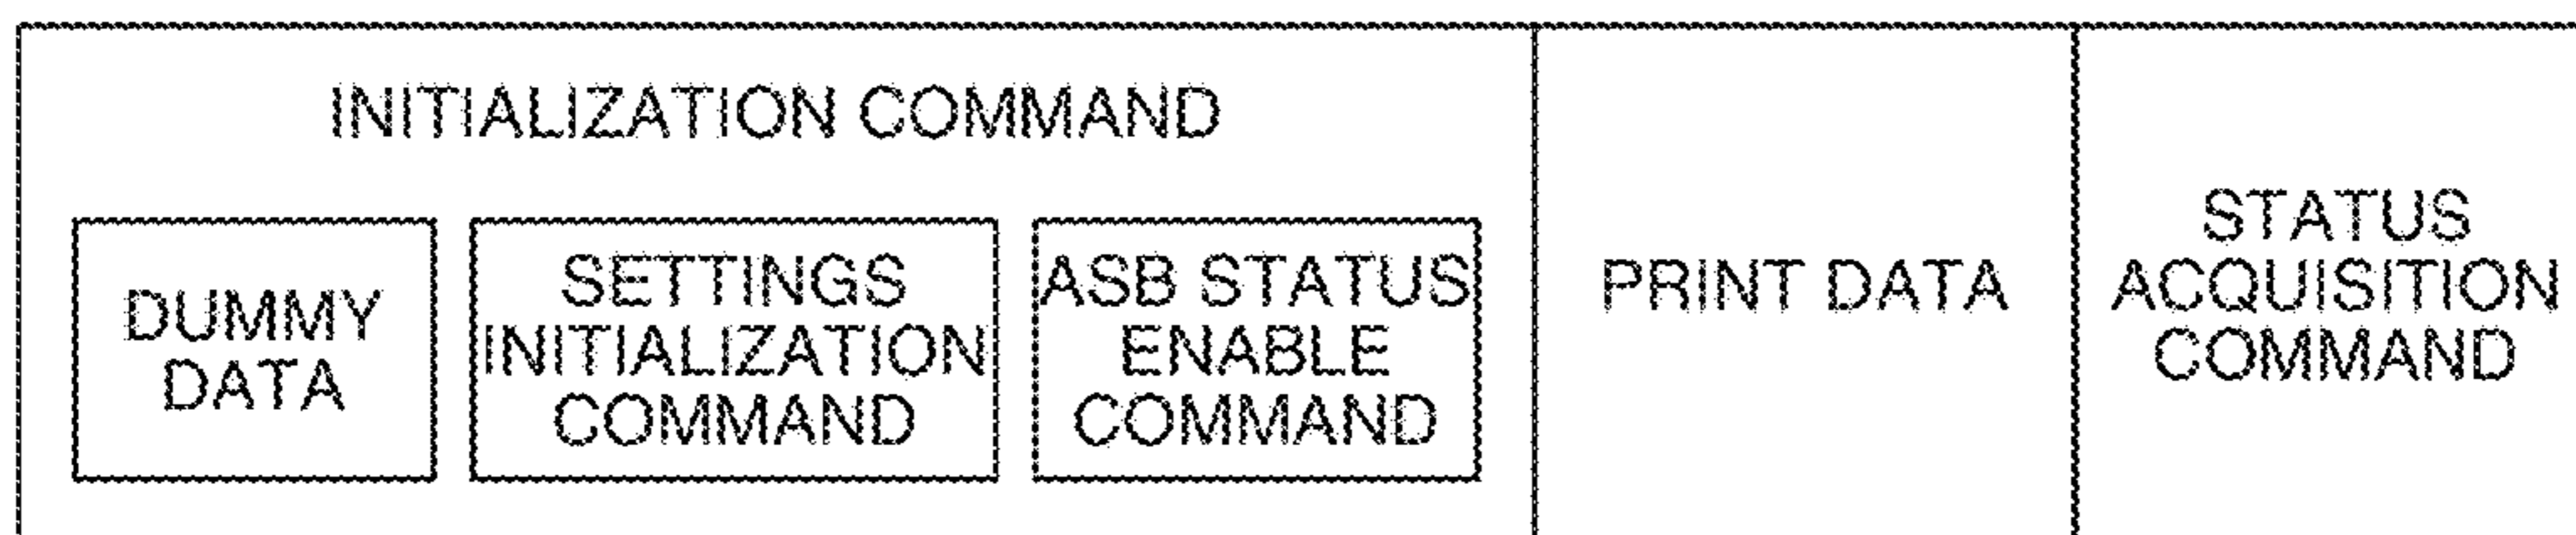 INITIALIZATION COMMAND
DUMMY
DATA
SETTINGS
INITIALIZATION
COMMAND
ASB STATUS
ENABLE
COMMAND
PRINT DATA
STATUS
ACQUISITION
COMMAND